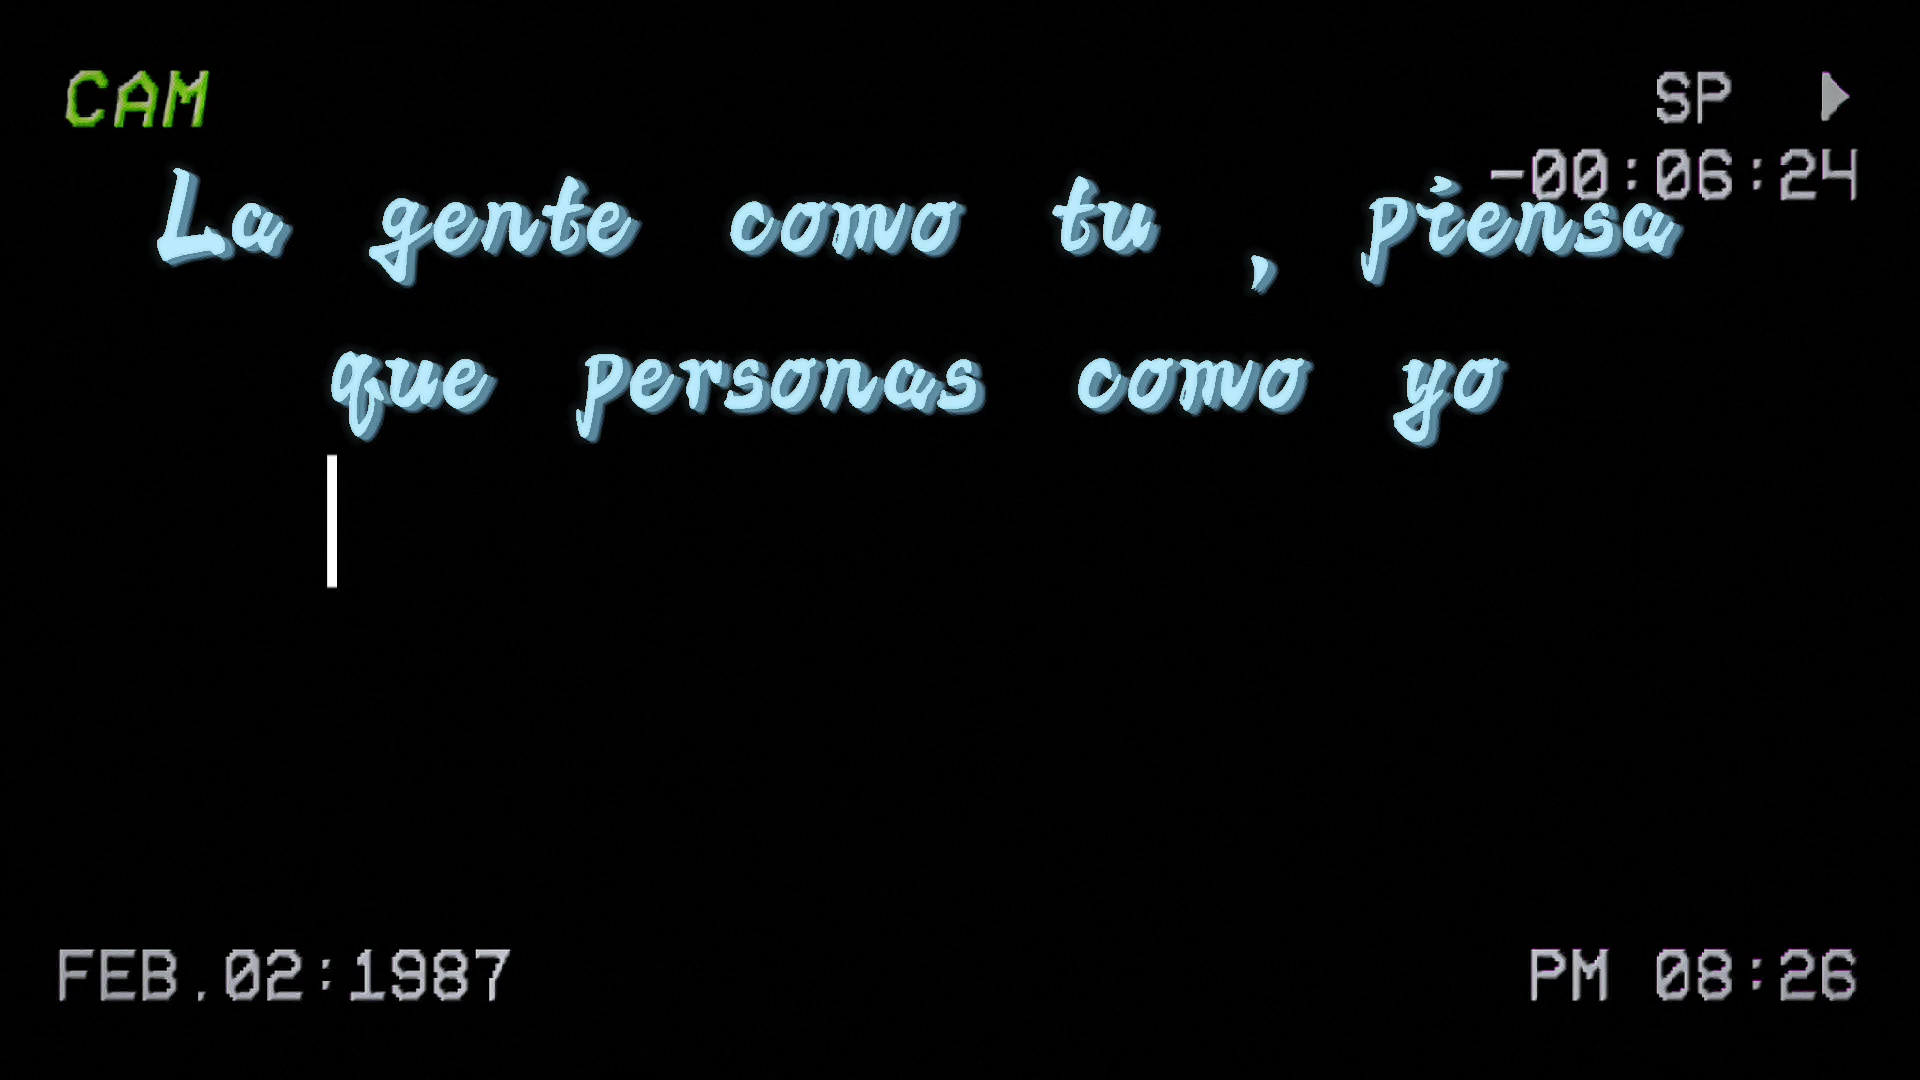 CAM
SP
-00:06:24
La gente como tu , piensa
que personas como yo
FEB.02:1987
PM 08:26